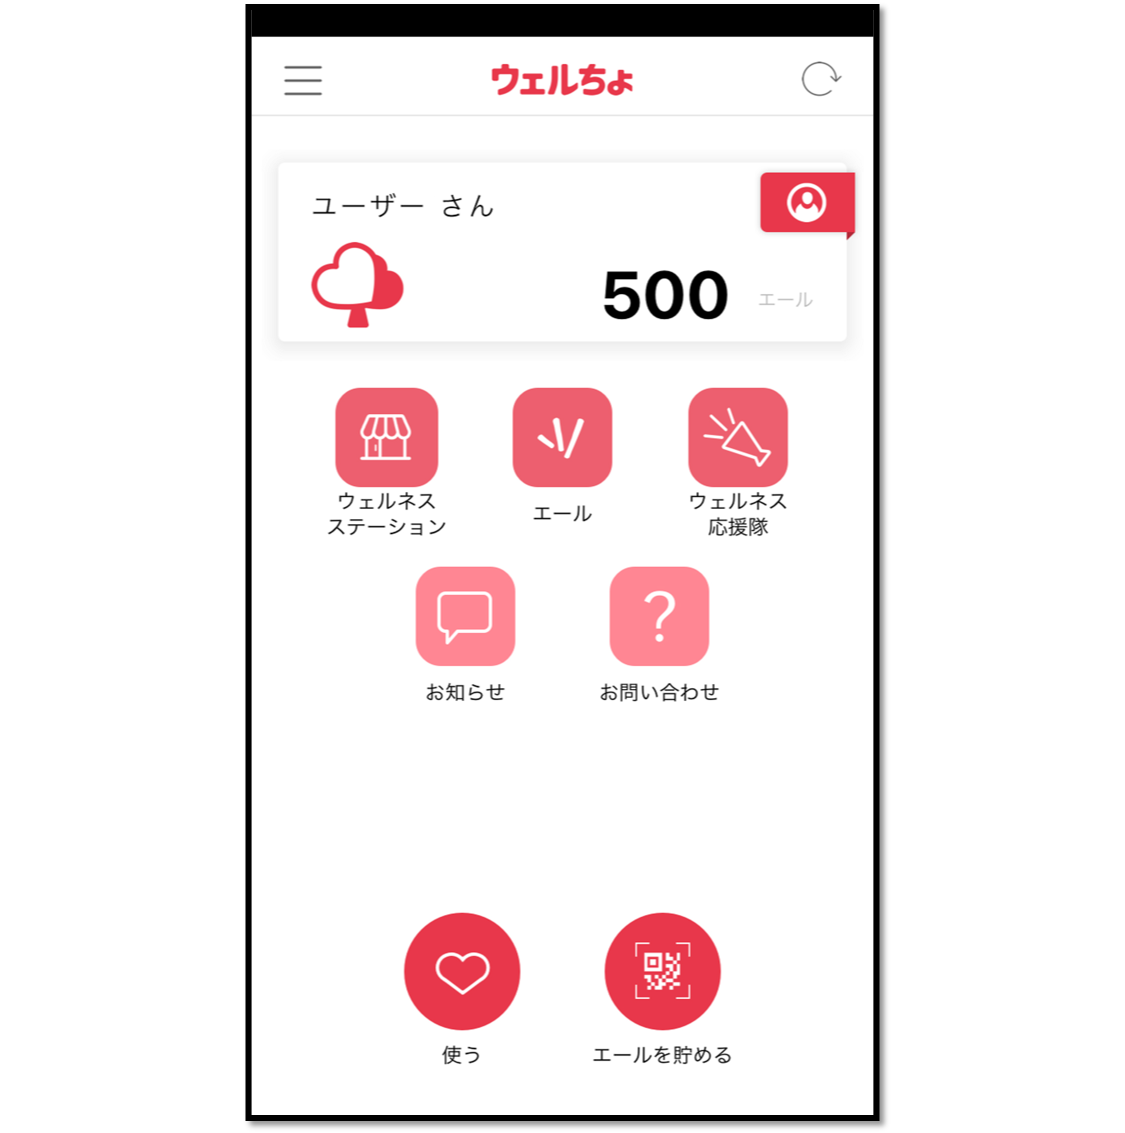 ウェルちょ
ユーザー さん
500 エール
ウェルネス
ステーション
エール
ウェルネス
応援隊
お知らせ
?
お問い合わせ
使う
エールを貯める